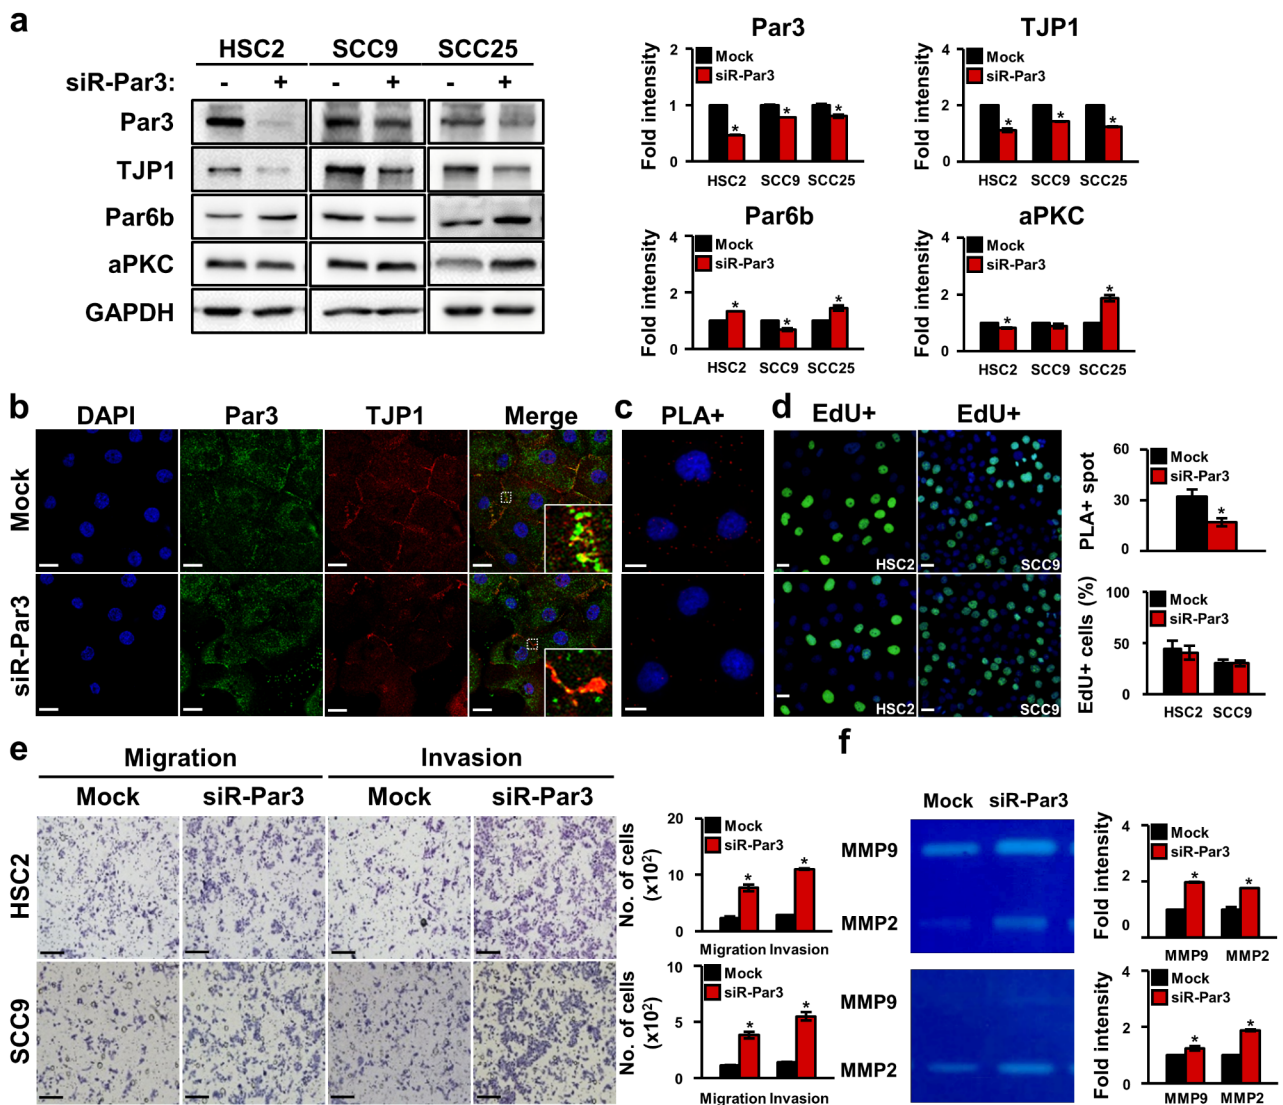 a
HSC2 SCC9 SCC25
siR-Par3: - + - + - +
Par3
TJP1
Par6b
aPKC
GAPDH
Par3
Fold intensity
2
1
0
Mock
siR-Par3
* * *
HSC2 SCC9 SCC25
TJP1
Fold intensity
4
2
0
Mock
siR-Par3
* * *
HSC2 SCC9 SCC25
Par6b
Fold intensity
4
2
0
Mock
siR-Par3
* * *
HSC2 SCC9 SCC25
aPKC
Fold intensity
4
2
0
Mock
siR-Par3
* *
HSC2 SCC9 SCC25
b
DAPI Par3 TJP1 Merge
Mock
siR-Par3
c
PLA+
d
EdU+ EdU+
HSC2 SCC9
HSC2 SCC9
PLA+ spot
60
30
0
Mock
siR-Par3
*
EdU+ cells (%)
100
50
0
Mock
siR-Par3
HSC2 SCC9
e
Migration Invasion
Mock siR-Par3 Mock siR-Par3
HSC2
SCC9
No. of cells
(x10²)
20
10
0
Mock
siR-Par3
* *
Migration Invasion
No. of cells
(x10²)
10
5
0
Mock
siR-Par3
* *
Migration Invasion
f
Mock siR-Par3
MMP9
MMP2
MMP9
MMP2
Fold intensity
4
2
0
Mock
siR-Par3
* *
MMP9 MMP2
Fold intensity
4
2
0
Mock
siR-Par3
* *
MMP9 MMP2